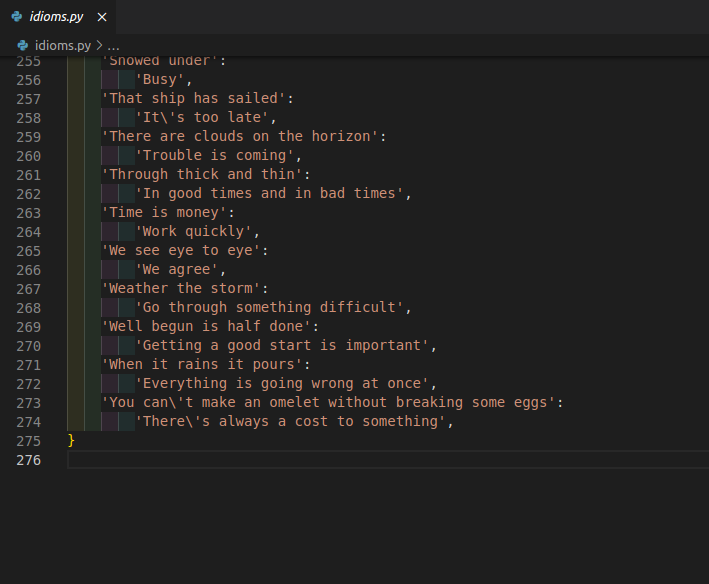 idioms.py ×
idioms.py > ...
255 'Snowed under':
256 'Busy',
257 'That ship has sailed':
258 'It\'s too late',
259 'There are clouds on the horizon':
260 'Trouble is coming',
261 'Through thick and thin':
262 'In good times and in bad times',
263 'Time is money':
264 'Work quickly',
265 'We see eye to eye':
266 'We agree',
267 'Weather the storm':
268 'Go through something difficult',
269 'Well begun is half done':
270 'Getting a good start is important',
271 'When it rains it pours':
272 'Everything is going wrong at once',
273 'You can\'t make an omelet without breaking some eggs':
274 'There\'s always a cost to something',
275 }
276